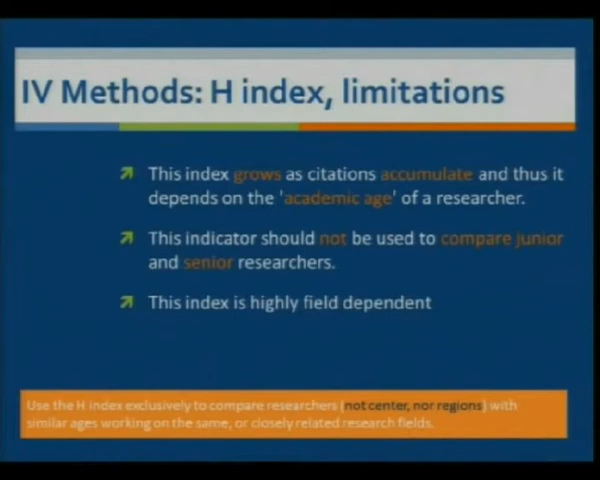 IV Methods: H index, limitations
This index grows as citations accumulate and thus it
depends on the 'academic age' of a researcher.
This indicator should not be used to compare junior
and senior researchers.
This index is highly field dependent
Use the H index exclusively to compare researchers (not center, nor regions) with
similar ages working on the same, or closely related research fields.